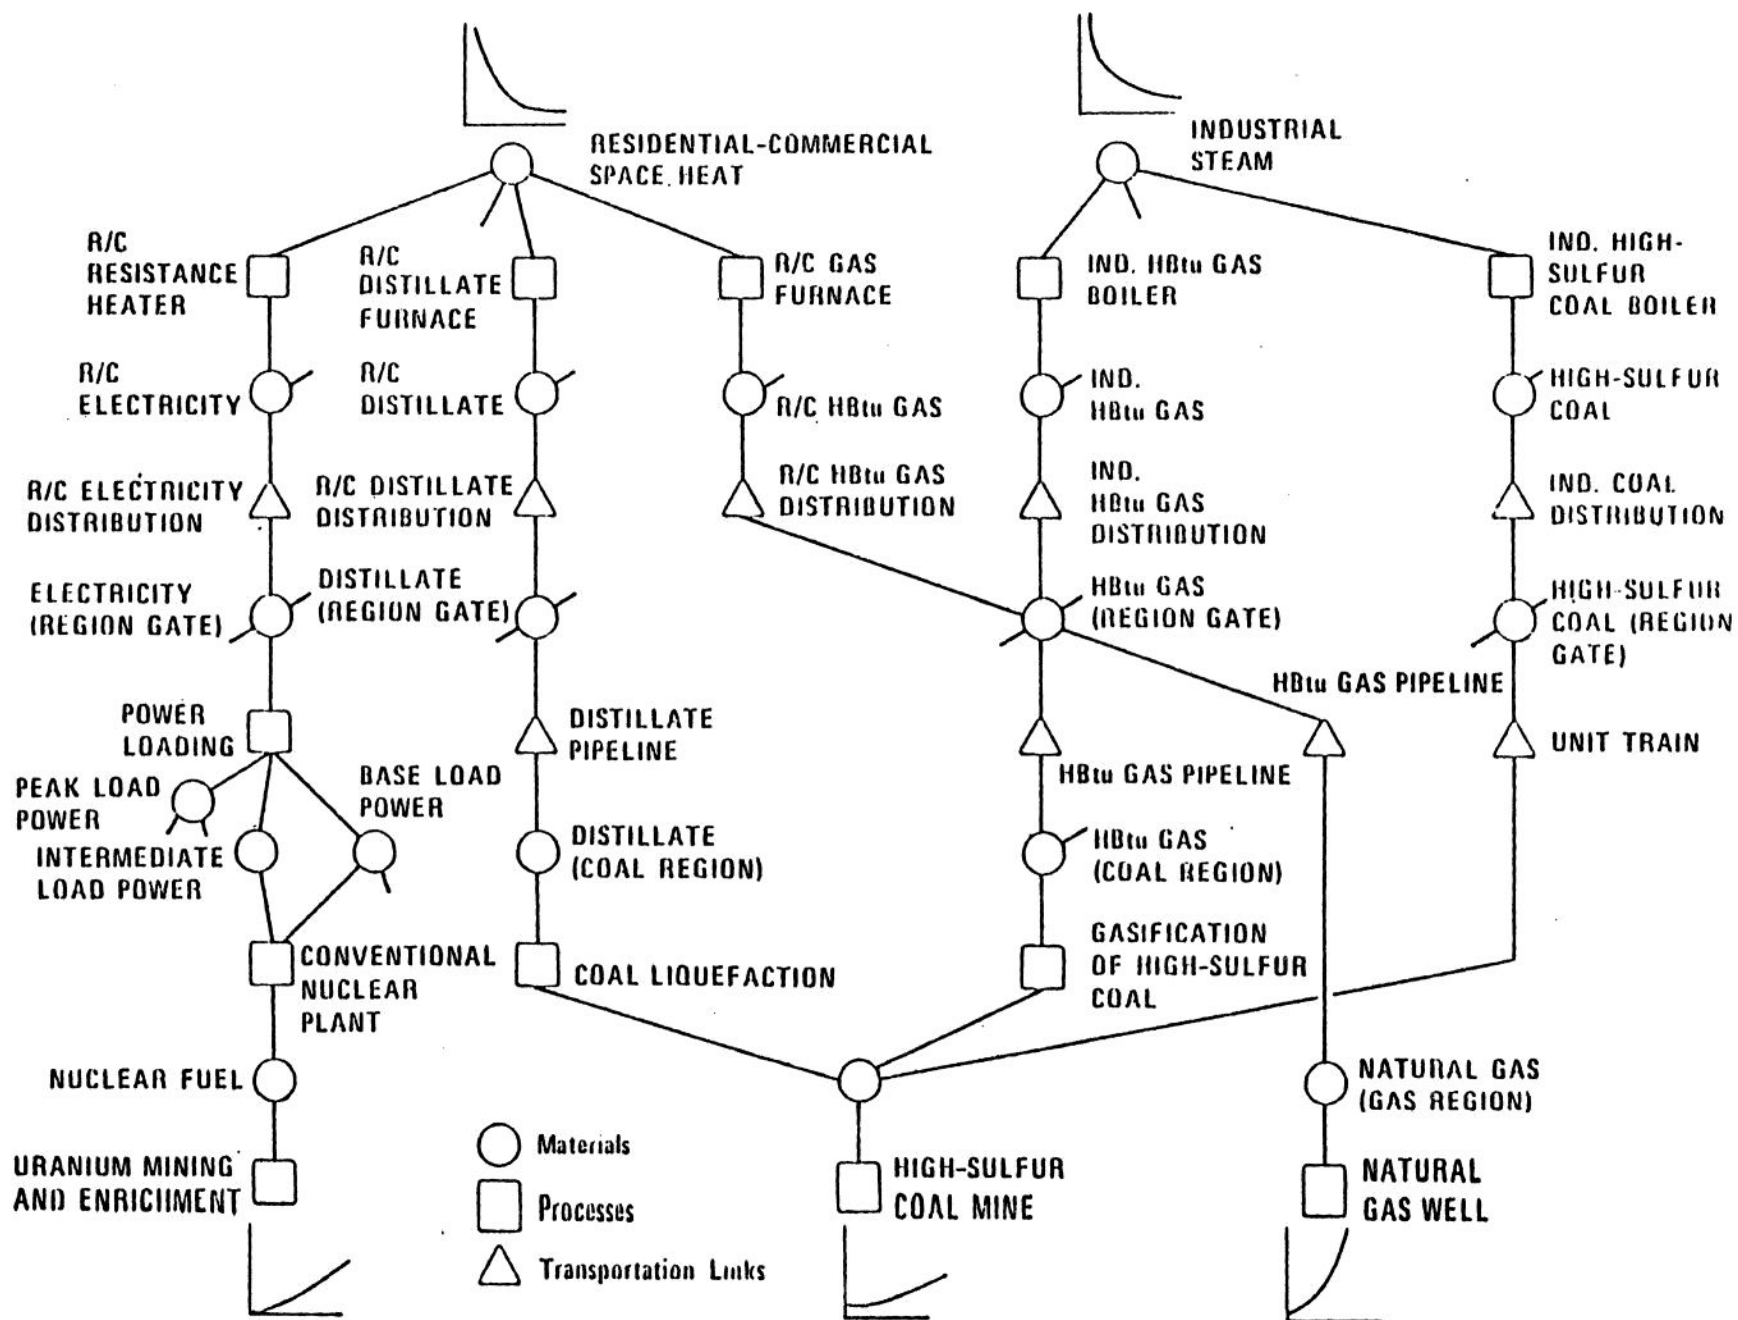 RESIDENTIAL-COMMERCIAL
SPACE HEAT
INDUSTRIAL
STEAM
R/C
RESISTANCE
HEATER
R/C
DISTILLATE
FURNACE
R/C GAS
FURNACE
IND. HBtu GAS
BOILER
IND. HIGH-
SULFUR
COAL BOILER
R/C
ELECTRICITY
R/C
DISTILLATE
R/C HBtu GAS
IND.
HBtu GAS
HIGH-SULFUR
COAL
R/C ELECTRICITY
DISTRIBUTION
R/C DISTILLATE
DISTRIBUTION
R/C HBtu GAS
DISTRIBUTION
IND.
HBtu GAS
DISTRIBUTION
IND. COAL
DISTRIBUTION
ELECTRICITY
(REGION GATE)
DISTILLATE
(REGION GATE)
HBtu GAS
(REGION GATE)
HIGH-SULFUR
COAL (REGION
GATE)
POWER
LOADING
DISTILLATE
PIPELINE
HBtu GAS PIPELINE
HBtu GAS PIPELINE
UNIT TRAIN
PEAK LOAD
POWER
BASE LOAD
POWER
INTERMEDIATE
LOAD POWER
DISTILLATE
(COAL REGION)
HBtu GAS
(COAL REGION)
CONVENTIONAL
NUCLEAR
PLANT
COAL LIQUEFACTION
GASIFICATION
OF HIGH-SULFUR
COAL
NUCLEAR FUEL
NATURAL GAS
(GAS REGION)
URANIUM MINING
AND ENRICHMENT
Materials
Processes
Transportation Links
HIGH-SULFUR
COAL MINE
NATURAL
GAS WELL